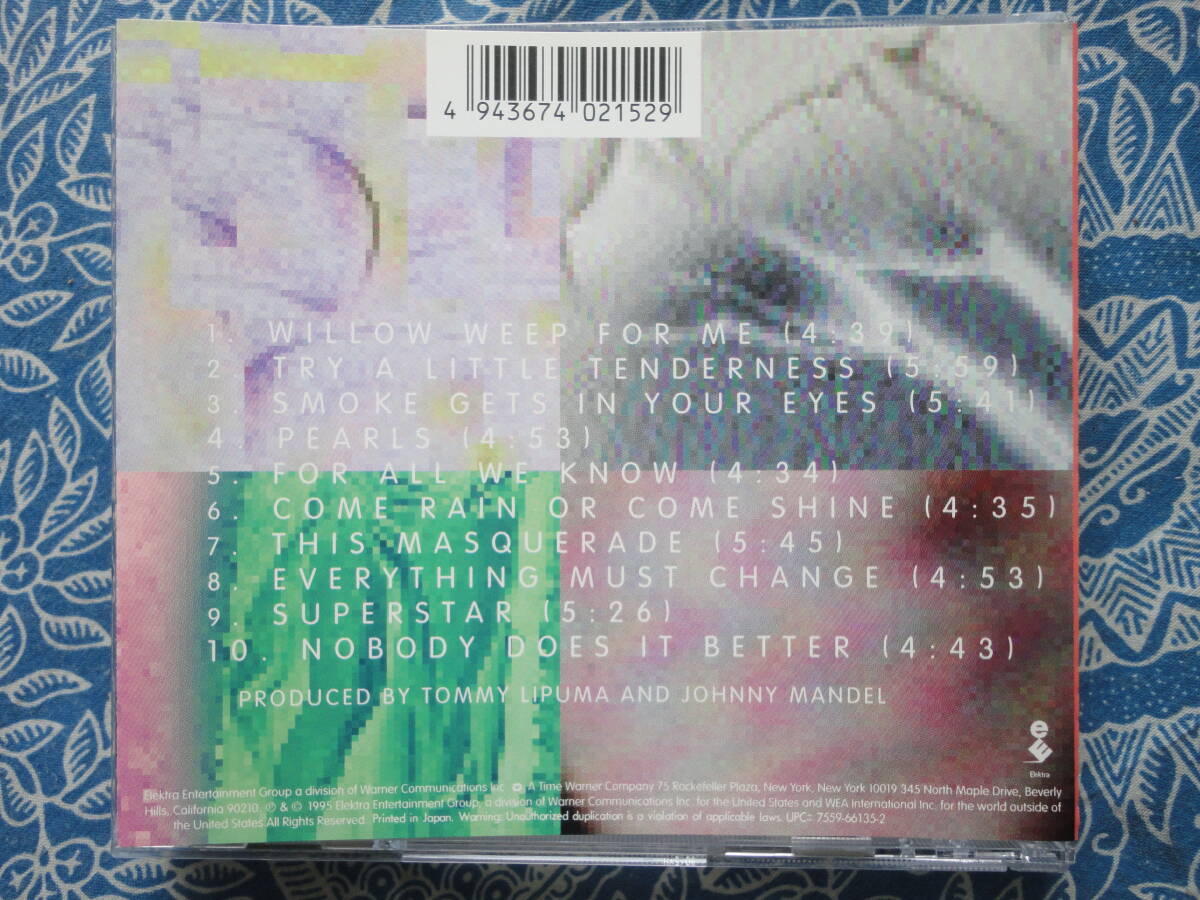 4 943674 021529
1. WILLOW WEEP FOR ME (4:39)
2 TRY A LITTLE TENDERNESS (5:59)
3. SMOKE GETS IN YOUR EYES (5:41)
4. PEARLS (4:53)
5. FOR ALL WE KNOW (4:34)
6. COME RAIN OR COME SHINE (4:35)
7. THIS MASQUERADE (5:45)
8. EVERYTHING MUST CHANGE (4:53)
9. SUPERSTAR (5:26)
10. NOBODY DOES IT BETTER (4:43)
PRODUCED BY TOMMY LIPUMA AND JOHNNY MANDEL
Elektra
Elektra Entertainment Group a division of Warner Communications Inc. A Time Warner Company 75 Rockefeller Plaza, New York, New York 10019 345 North Maple Drive, Beverly
Hills, California 90210. ℗ & © 1995 Elektra Entertainment Group, a division of Warner Communications Inc. for the United States and WEA International Inc. for the world outside of
the United States All Rights Reserved. Printed in Japan. Warning: Unauthorized duplication is a violation of applicable laws. UPC= 7559-66135-2